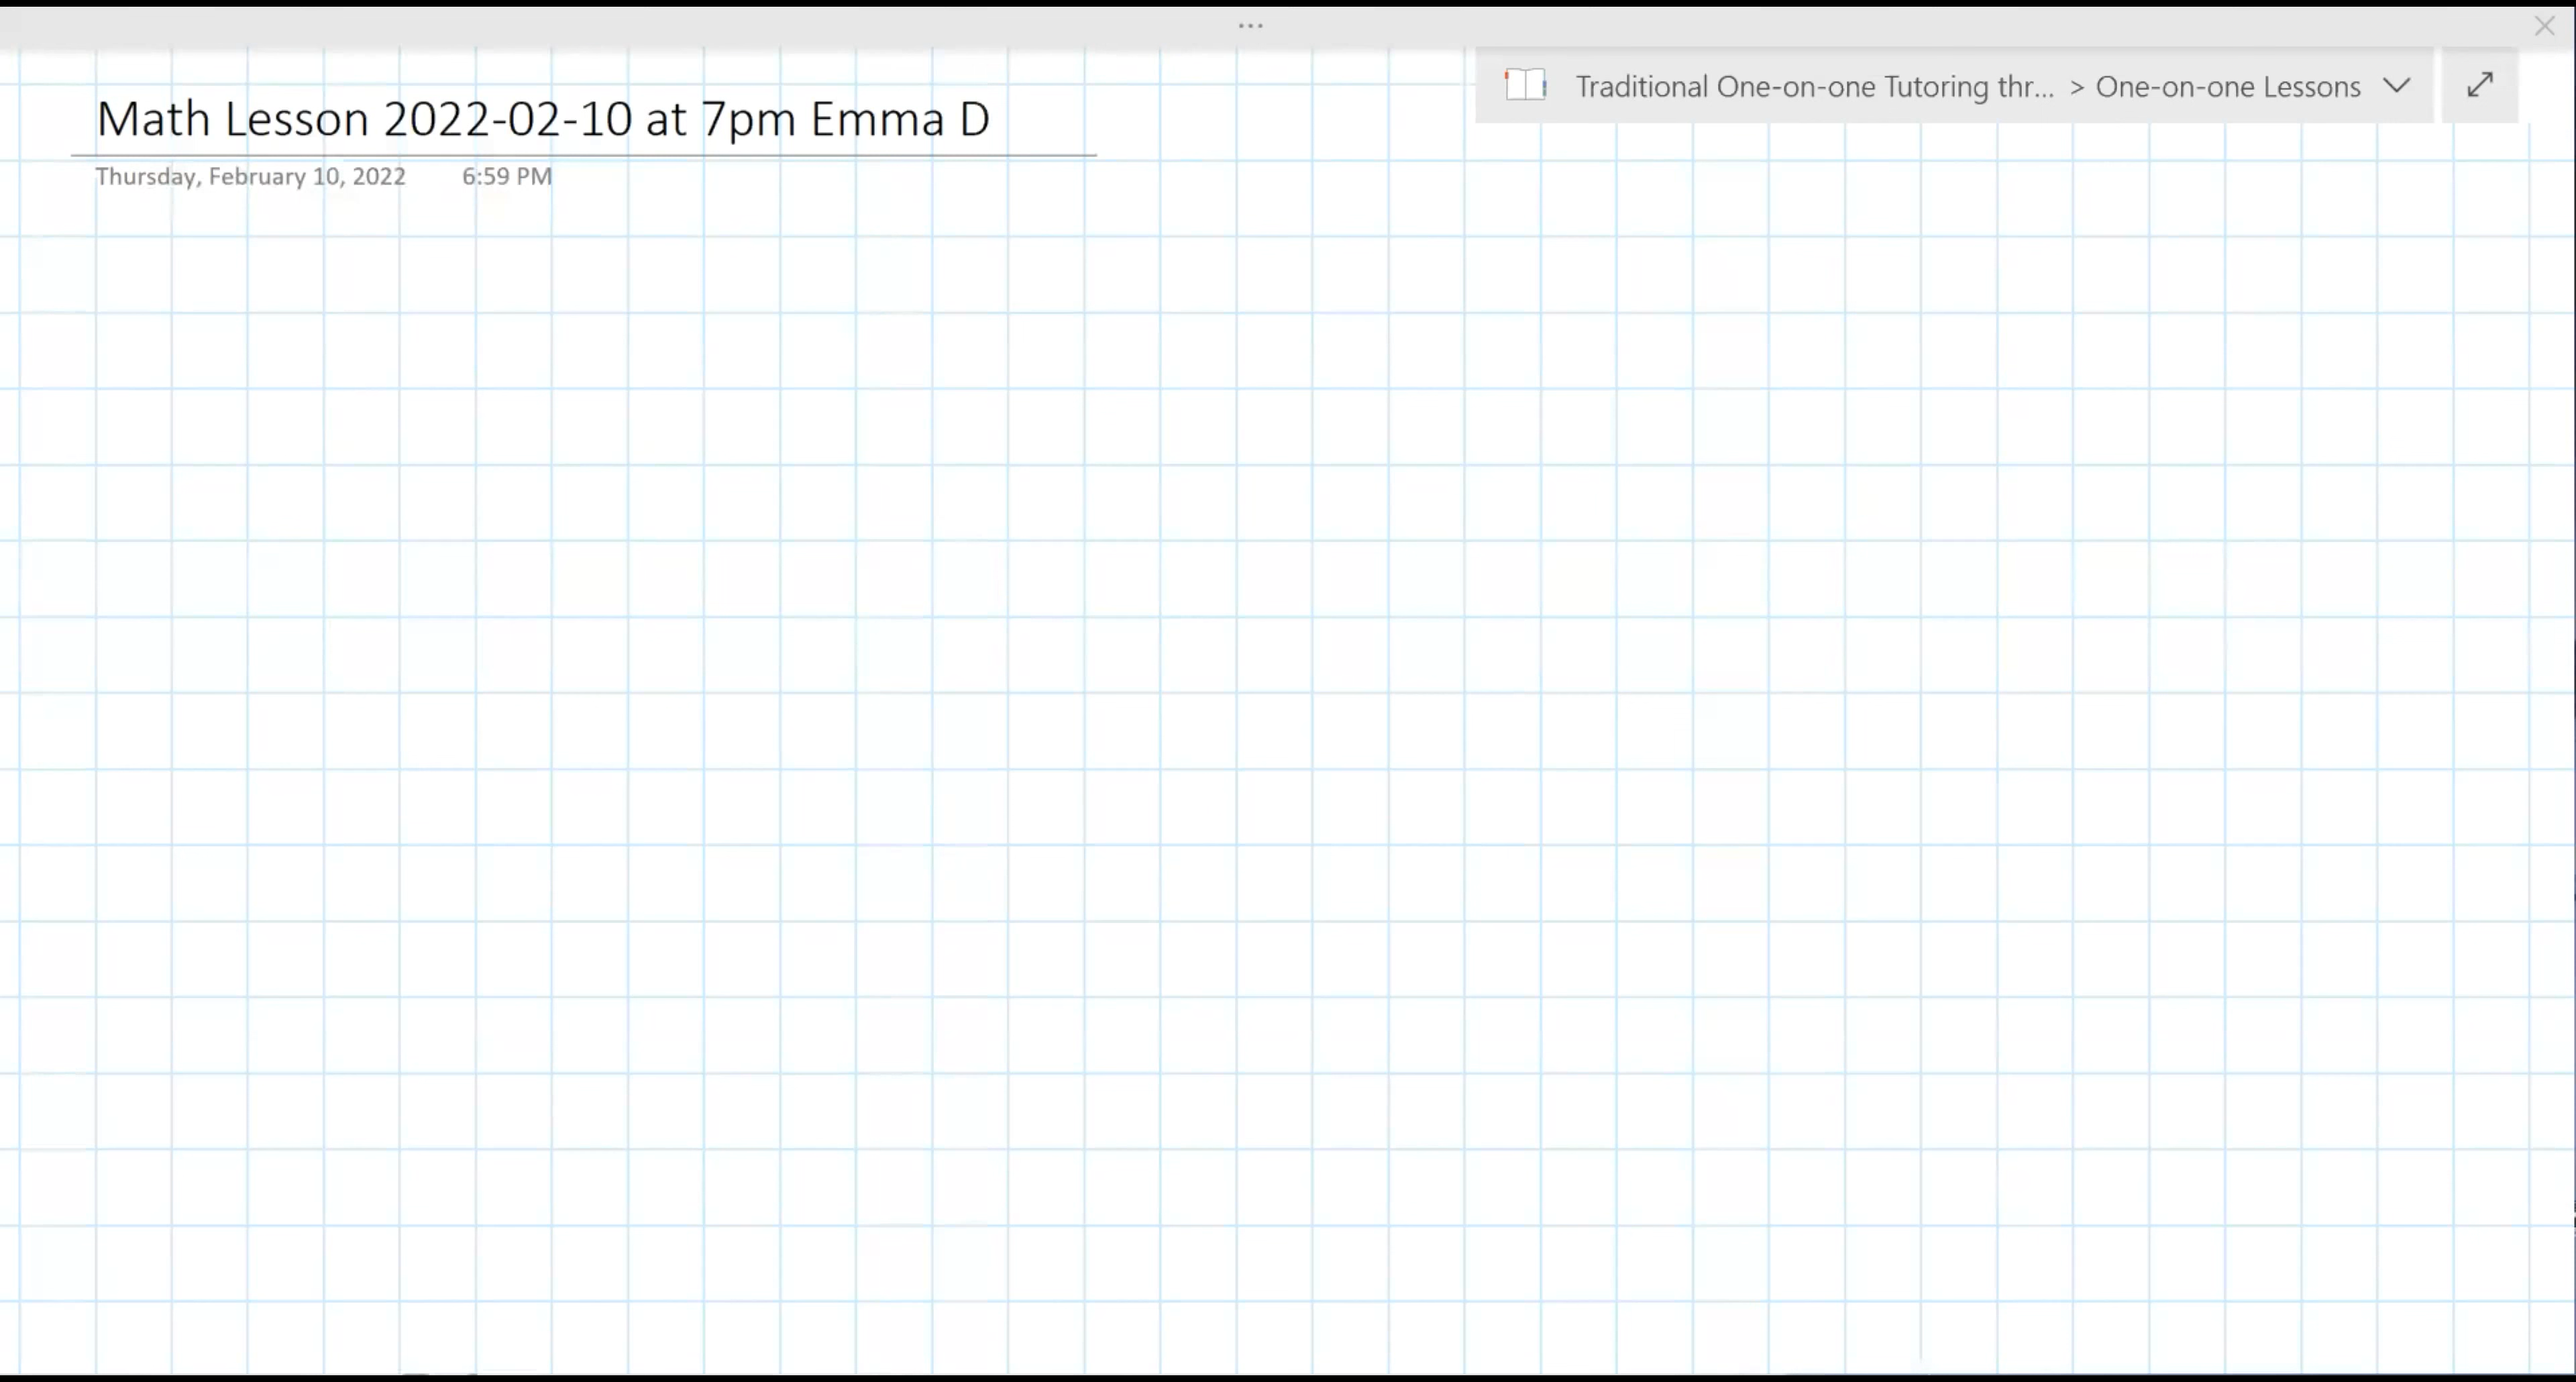 ...
Traditional One-on-one Tutoring thr... > One-on-one Lessons
Math Lesson 2022-02-10 at 7pm Emma D
Thursday, February 10, 2022 6:59 PM